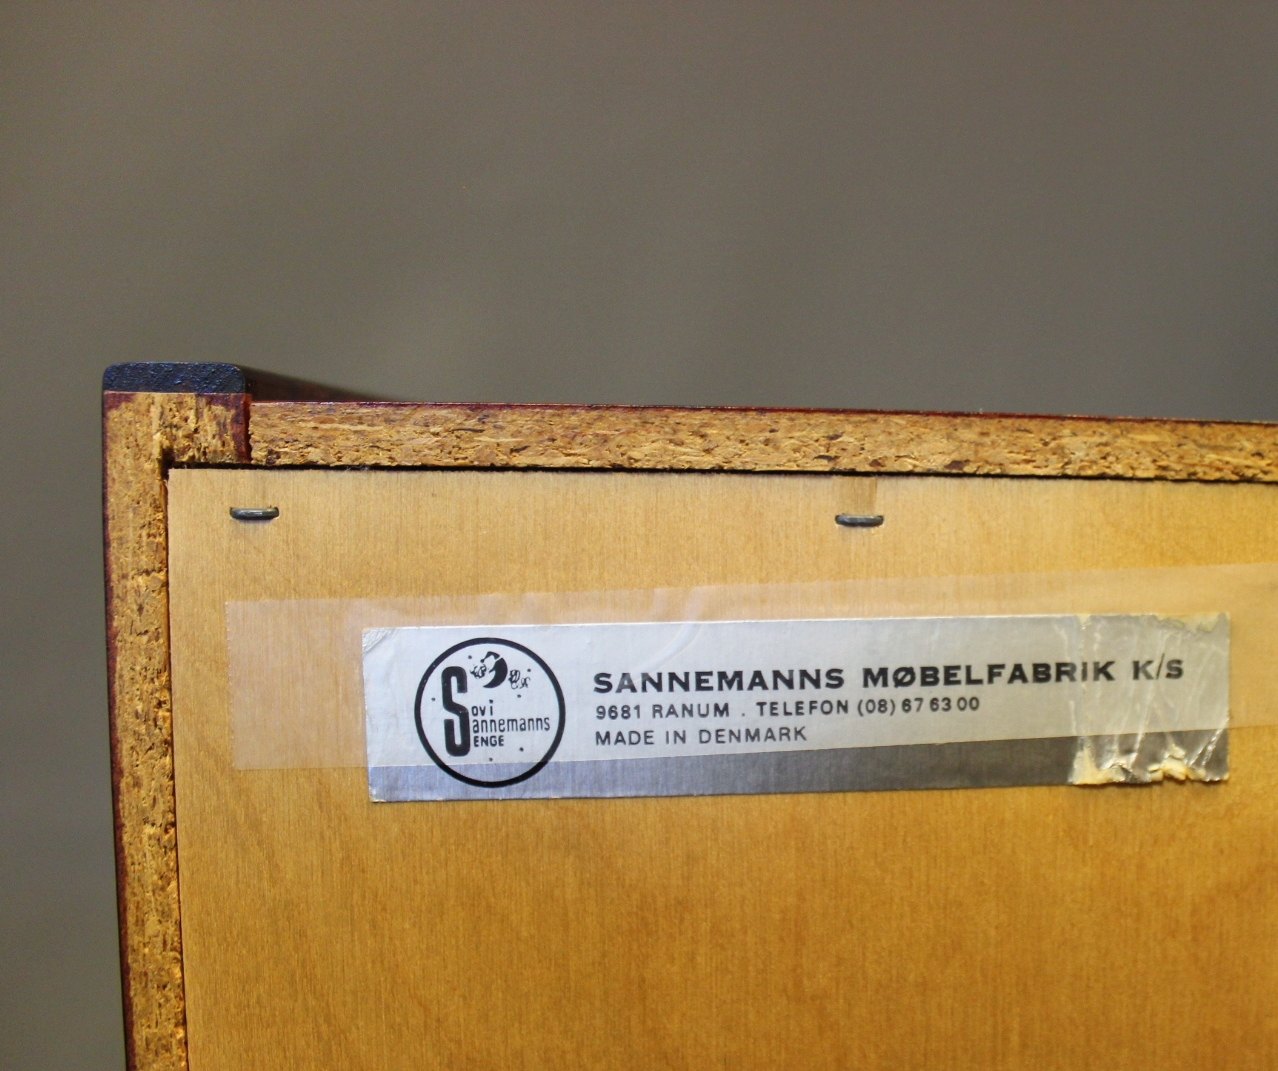 Sovi
Sannemanns
SENGE
SANNEMANNS MØBELFABRIK K/S
9681 RANUM . TELEFON (08) 67 63 00
MADE IN DENMARK